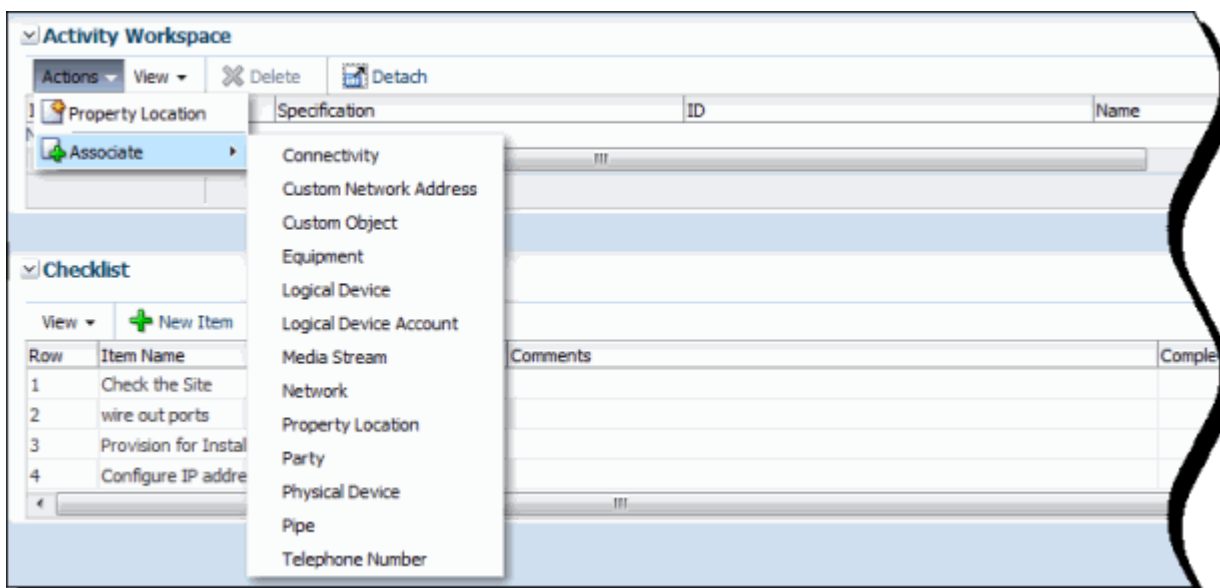 Activity Workspace
Actions View Delete Detach
Property Location
Specification ID Name
Associate
Connectivity
Custom Network Address
Custom Object
Equipment
Logical Device
Logical Device Account
Media Stream
Network
Property Location
Party
Physical Device
Pipe
Telephone Number
Checklist
View New Item
Row Item Name Comments Comple
1 Check the Site
2 wire out ports
3 Provision for Instal
4 Configure IP addre